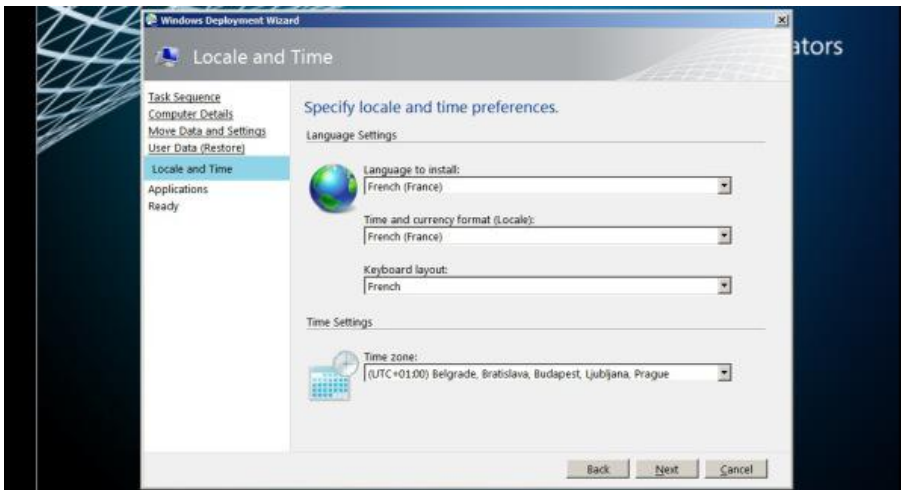 Windows Deployment Wizard
ators
Locale and Time
Task Sequence
Computer Details
Move Data and Settings
User Data (Restore)
Locale and Time
Applications
Ready
Specify locale and time preferences.
Language Settings
Language to install:
French (France)
Time and currency format (Locale):
French (France)
Keyboard layout:
French
Time Settings
Time zone:
(UTC+01:00) Belgrade, Bratislava, Budapest, Ljubljana, Prague
Back
Next
Cancel